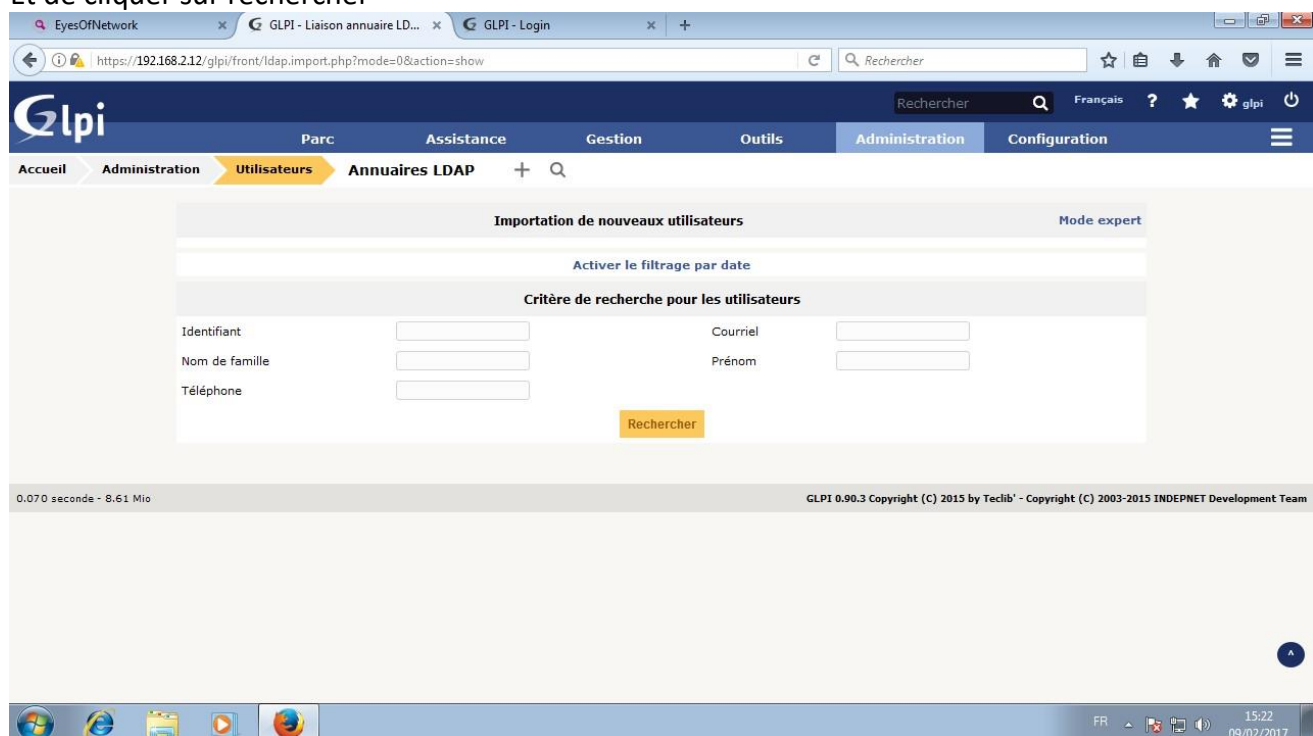 Et de cliquer sur rechercher
EyesOfNetwork × GLPI - Liaison annuaire LD... × GLPI - Login × +
https://192.168.2.12/glpi/front/ldap.import.php?mode=0&action=show Rechercher
Glpi
Rechercher Français ? glpi
Parc Assistance Gestion Outils Administration Configuration
Accueil Administration Utilisateurs Annuaires LDAP +
Importation de nouveaux utilisateurs Mode expert
Activer le filtrage par date
Critère de recherche pour les utilisateurs
Identifiant Courriel
Nom de famille Prénom
Téléphone
Rechercher
0.070 seconde - 8.61 Mio GLPI 0.90.3 Copyright (C) 2015 by Teclib' - Copyright (C) 2003-2015 INDEPNET Development Team
FR 15:22
09/02/2017